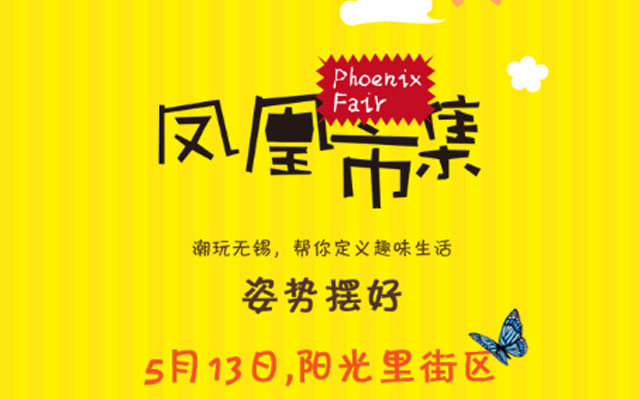 Phoenix
Fair
凤凰市集
潮玩无锡，帮你定义趣味生活
姿势摆好
5月13日,阳光里街区